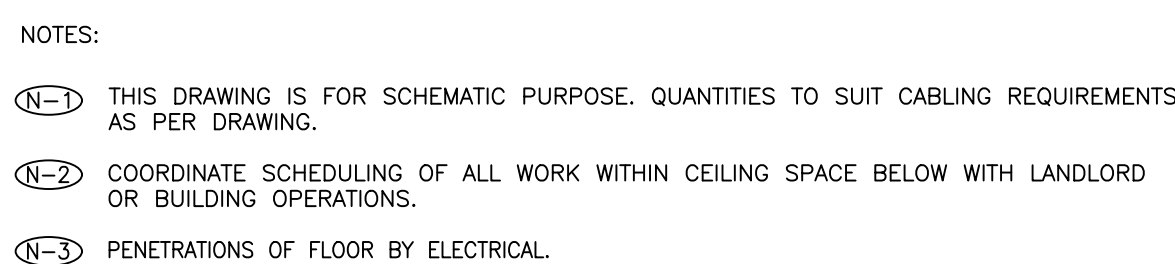 NOTES:
N-1 THIS DRAWING IS FOR SCHEMATIC PURPOSE. QUANTITIES TO SUIT CABLING REQUIREMENTS
AS PER DRAWING.
N-2 COORDINATE SCHEDULING OF ALL WORK WITHIN CEILING SPACE BELOW WITH LANDLORD
OR BUILDING OPERATIONS.
N-3 PENETRATIONS OF FLOOR BY ELECTRICAL.